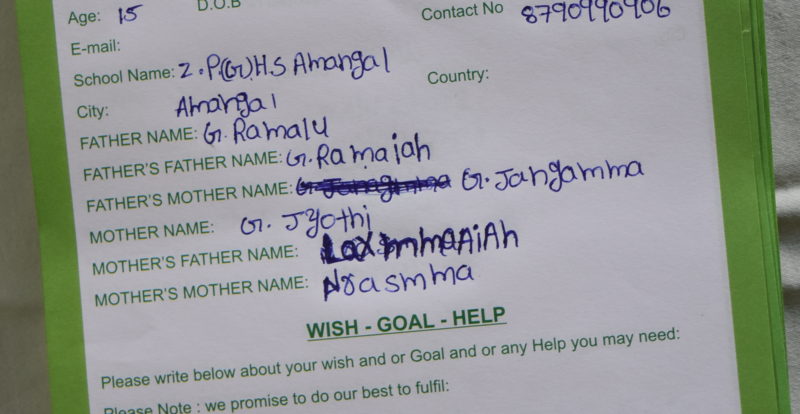 Age: 15 D.O.B Contact No 8790990906
E-mail:
School Name: Z.P.(G).H.S Amangal
City: Amangal Country:
FATHER NAME: G. Ramalu
FATHER'S FATHER NAME: G. Ramaiah
FATHER'S MOTHER NAME: G. Jangamma
MOTHER NAME: G. Jyothi
MOTHER'S FATHER NAME:
MOTHER'S MOTHER NAME:
WISH - GOAL - HELP
Please write below about your wish and or Goal and or any Help you may need:
Please Note : we promise to do our best to fulfil: